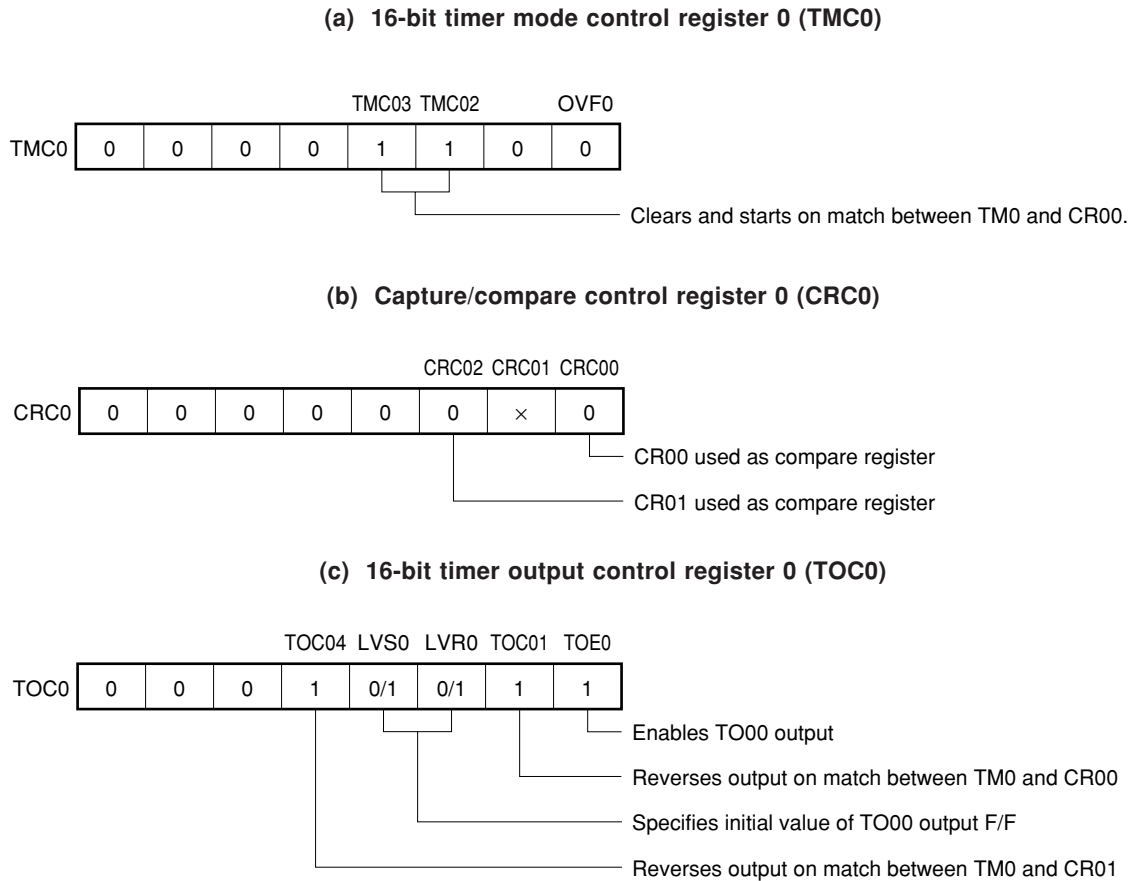 (a) 16-bit timer mode control register 0 (TMC0)
TMC03 TMC02 OVF0
TMC0 0 0 0 0 1 1 0 0
Clears and starts on match between TM0 and CR00.
(b) Capture/compare control register 0 (CRC0)
CRC02 CRC01 CRC00
CRC0 0 0 0 0 0 0 × 0
CR00 used as compare register
CR01 used as compare register
(c) 16-bit timer output control register 0 (TOC0)
TOC04 LVS0 LVR0 TOC01 TOE0
TOC0 0 0 0 1 0/1 0/1 1 1
Enables TO00 output
Reverses output on match between TM0 and CR00
Specifies initial value of TO00 output F/F
Reverses output on match between TM0 and CR01